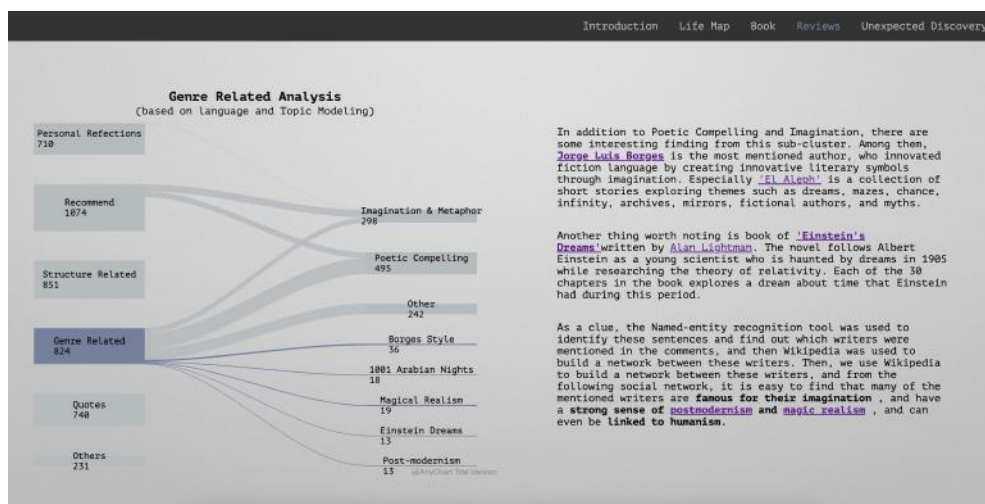 Introduction Life Map Book Reviews Unexpected Discovery
Genre Related Analysis
(based on language and Topic Modeling)
Personal Refections
710
Recommend
1074
Structure Related
851
Genre Related
824
Quotes
740
Others
231
Imagination & Metaphor
298
Poetic Compelling
495
Other
242
Borges Style
36
1001 Arabian Nights
18
Magical Realism
19
Einstein Dreams
13
Post-modernism
13
AnyChart Trial Version
In addition to Poetic Compelling and Imagination, there are
some interesting finding from this sub-cluster. Among them,
Jorge Luis Borges is the most mentioned author, who innovated
fiction language by creating innovative literary symbols
through imagination. Especially 'El Aleph' is a collection of
short stories exploring themes such as dreams, mazes, chance,
infinity, archives, mirrors, fictional authors, and myths.
Another thing worth noting is book of 'Einstein's
Dreams'written by Alan Lightman. The novel follows Albert
Einstein as a young scientist who is haunted by dreams in 1905
while researching the theory of relativity. Each of the 30
chapters in the book explores a dream about time that Einstein
had during this period.
As a clue, the Named-entity recognition tool was used to
identify these sentences and find out which writers were
mentioned in the comments, and then Wikipedia was used to
build a network between these writers. Then, we use Wikipedia
to build a network between these writers, and from the
following social network, it is easy to find that many of the
mentioned writers are famous for their imagination , and have
a strong sense of postmodernism and magic realism , and can
even be linked to humanism.